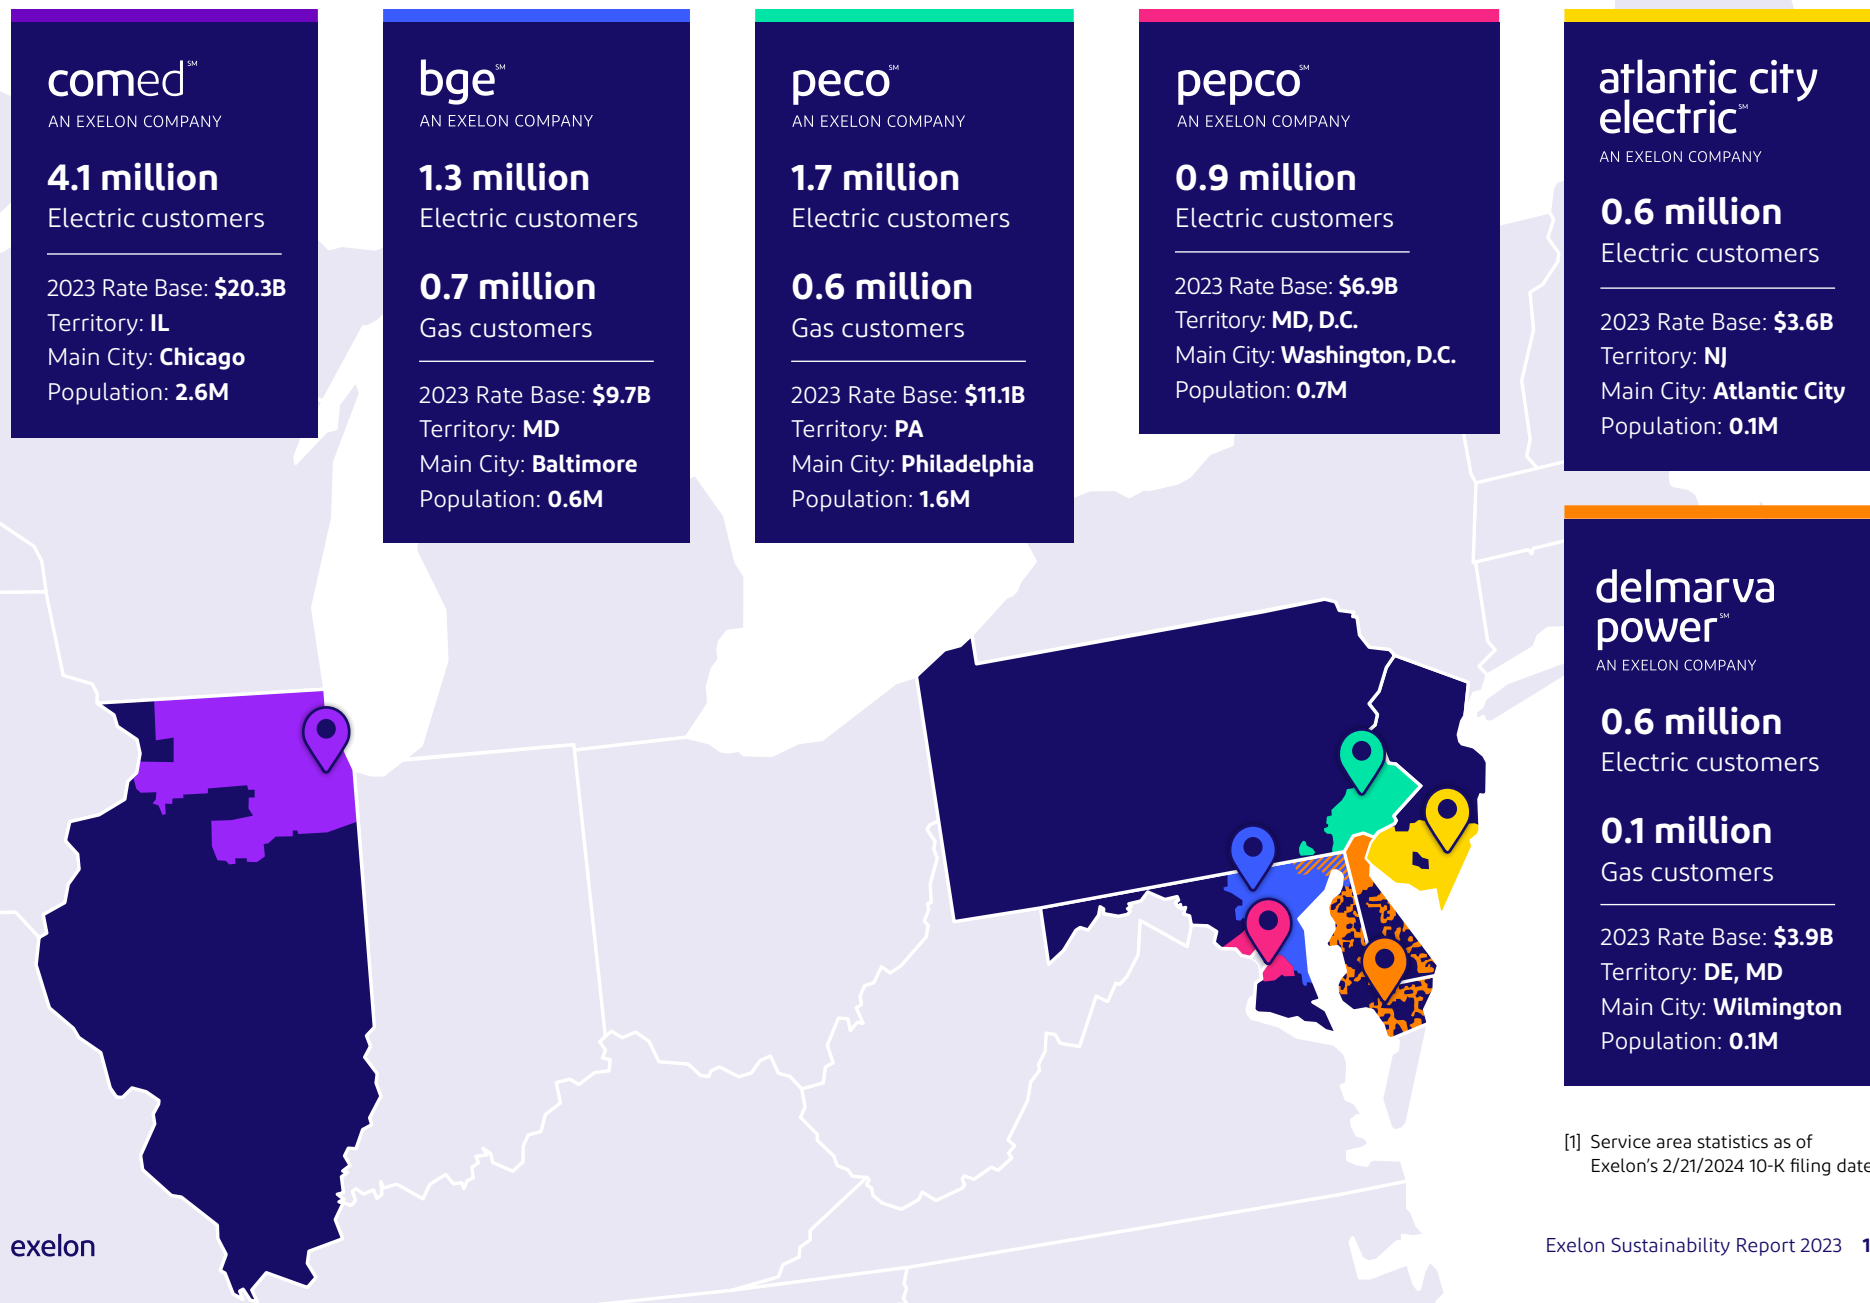 comed℠
AN EXELON COMPANY
4.1 million
Electric customers
2023 Rate Base: $20.3B
Territory: IL
Main City: Chicago
Population: 2.6M
bge℠
AN EXELON COMPANY
1.3 million
Electric customers
0.7 million
Gas customers
2023 Rate Base: $9.7B
Territory: MD
Main City: Baltimore
Population: 0.6M
peco℠
AN EXELON COMPANY
1.7 million
Electric customers
0.6 million
Gas customers
2023 Rate Base: $11.1B
Territory: PA
Main City: Philadelphia
Population: 1.6M
pepco℠
AN EXELON COMPANY
0.9 million
Electric customers
2023 Rate Base: $6.9B
Territory: MD, D.C.
Main City: Washington, D.C.
Population: 0.7M
atlantic city
electric℠
AN EXELON COMPANY
0.6 million
Electric customers
2023 Rate Base: $3.6B
Territory: NJ
Main City: Atlantic City
Population: 0.1M
delmarva
power℠
AN EXELON COMPANY
0.6 million
Electric customers
0.1 million
Gas customers
2023 Rate Base: $3.9B
Territory: DE, MD
Main City: Wilmington
Population: 0.1M
[1] Service area statistics as of
Exelon's 2/21/2024 10-K filing date
exelon
Exelon Sustainability Report 2023 1